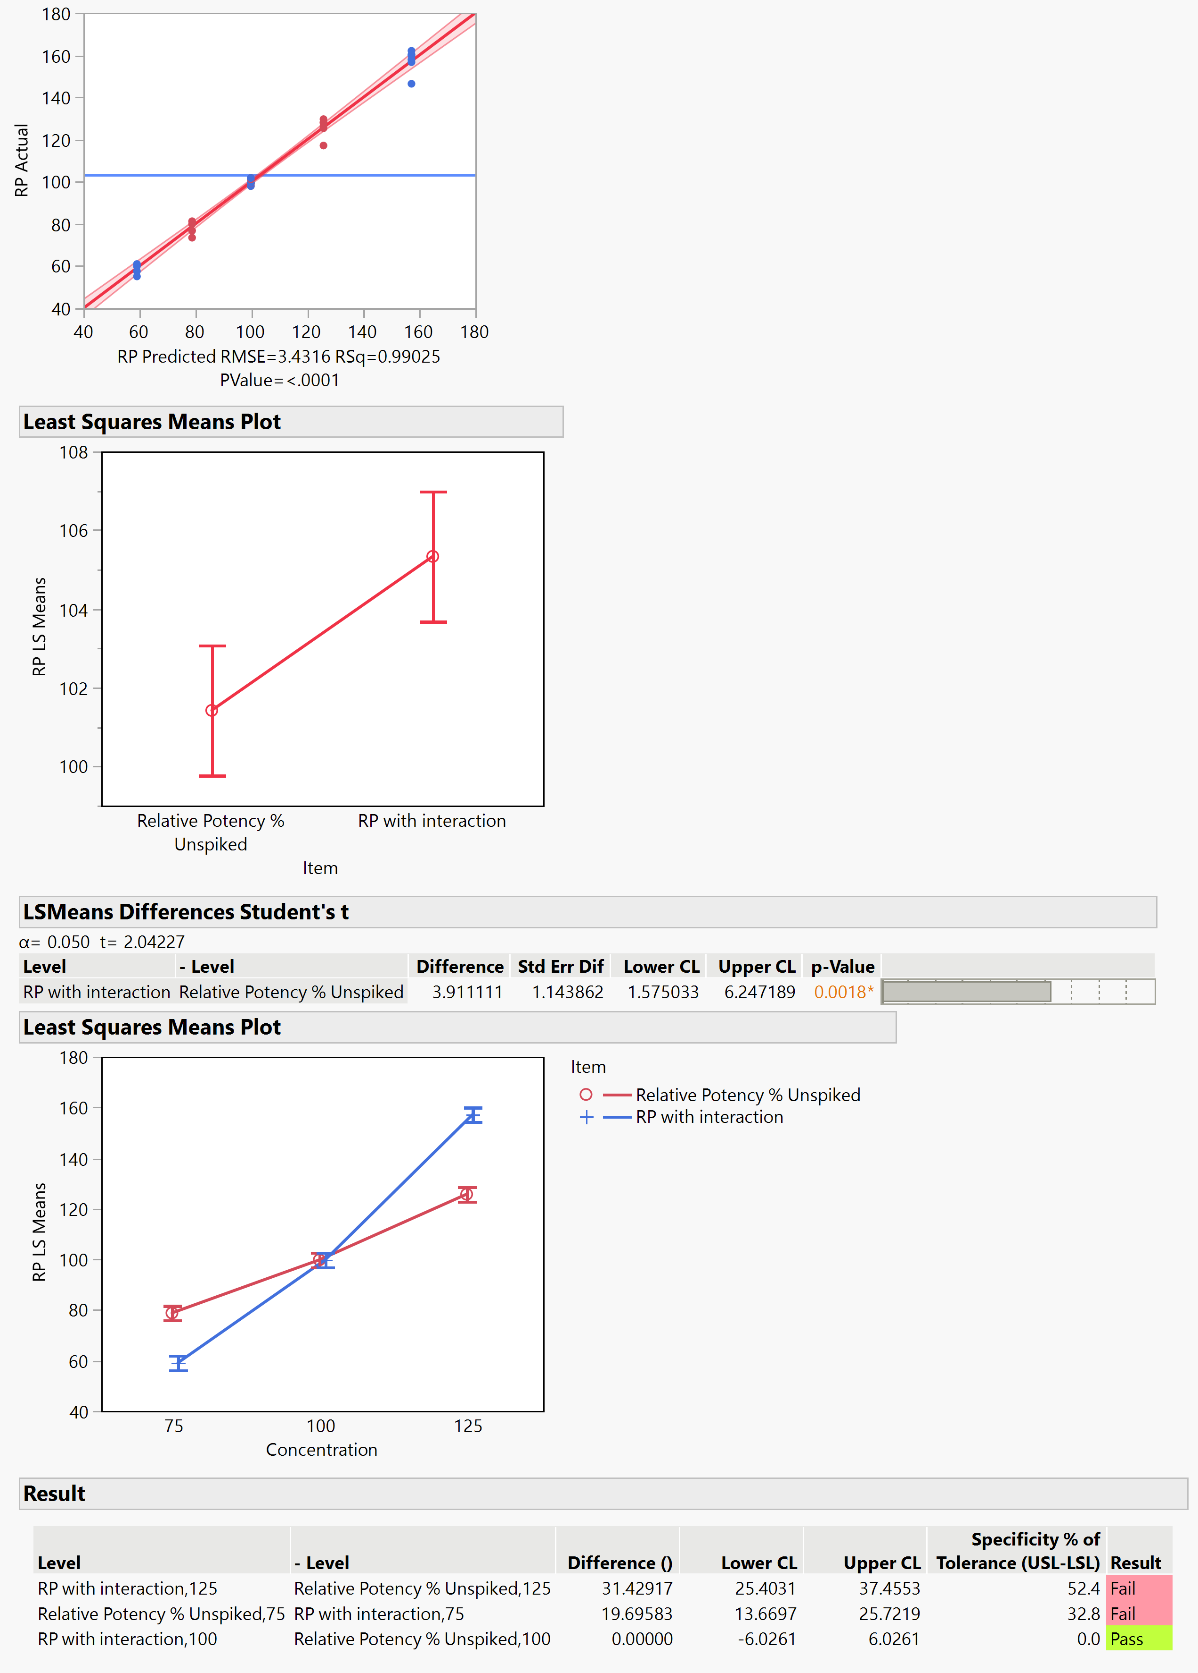 180
160
140
120
100
80
60
40
RP Actual
40 60 80 100 120 140 160 180
RP Predicted RMSE=3.4316 RSq=0.99025
PValue=<.0001
Least Squares Means Plot
108
106
104
102
100
RP LS Means
Relative Potency % Unspiked
RP with interaction
Item
LSMeans Differences Student's t
α= 0.050 t= 2.04227
Level - Level Difference Std Err Dif Lower CL Upper CL p-Value
RP with interaction Relative Potency % Unspiked 3.911111 1.143862 1.575033 6.247189 0.0018*
Least Squares Means Plot
180
160
140
120
100
80
60
40
RP LS Means
75 100 125
Concentration
Item
Relative Potency % Unspiked
RP with interaction
Result
Level - Level Difference () Lower CL Upper CL Specificity % of Tolerance (USL-LSL) Result
RP with interaction,125 Relative Potency % Unspiked,125 31.42917 25.4031 37.4553 52.4 Fail
Relative Potency % Unspiked,75 RP with interaction,75 19.69583 13.6697 25.7219 32.8 Fail
RP with interaction,100 Relative Potency % Unspiked,100 0.00000 -6.0261 6.0261 0.0 Pass